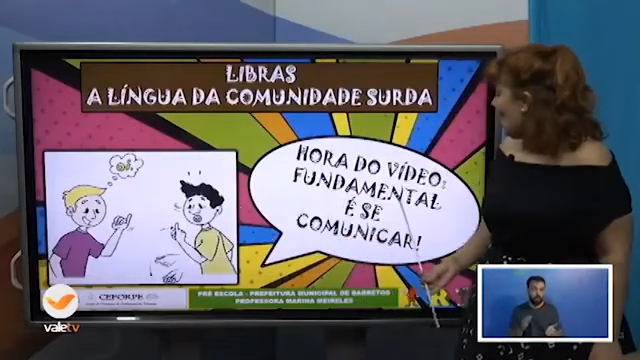 LIBRAS
A LÍNGUA DA COMUNIDADE SURDA
OI
HORA DO VÍDEO:
FUNDAMENTAL
É SE
COMUNICAR!
CEFORPE
PRÉ ESCOLA - PREFEITURA MUNICIPAL DE BARRETOS
PROFESSORA MARINA MEIRELES
valetv